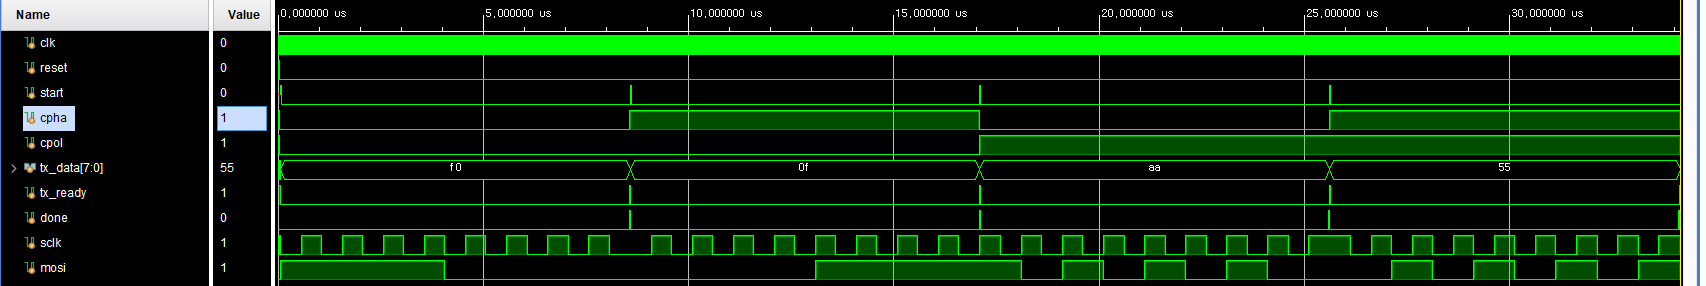 Name Value 0,000000 us 5,000000 us 10,000000 us 15,000000 us 20,000000 us 25,000000 us 30,000000 us
clk 0
reset 0
start 0
cpha 1
cpol 1
tx_data[7:0] 55 f0 0f aa 55
tx_ready 1
done 0
sclk 1
mosi 1